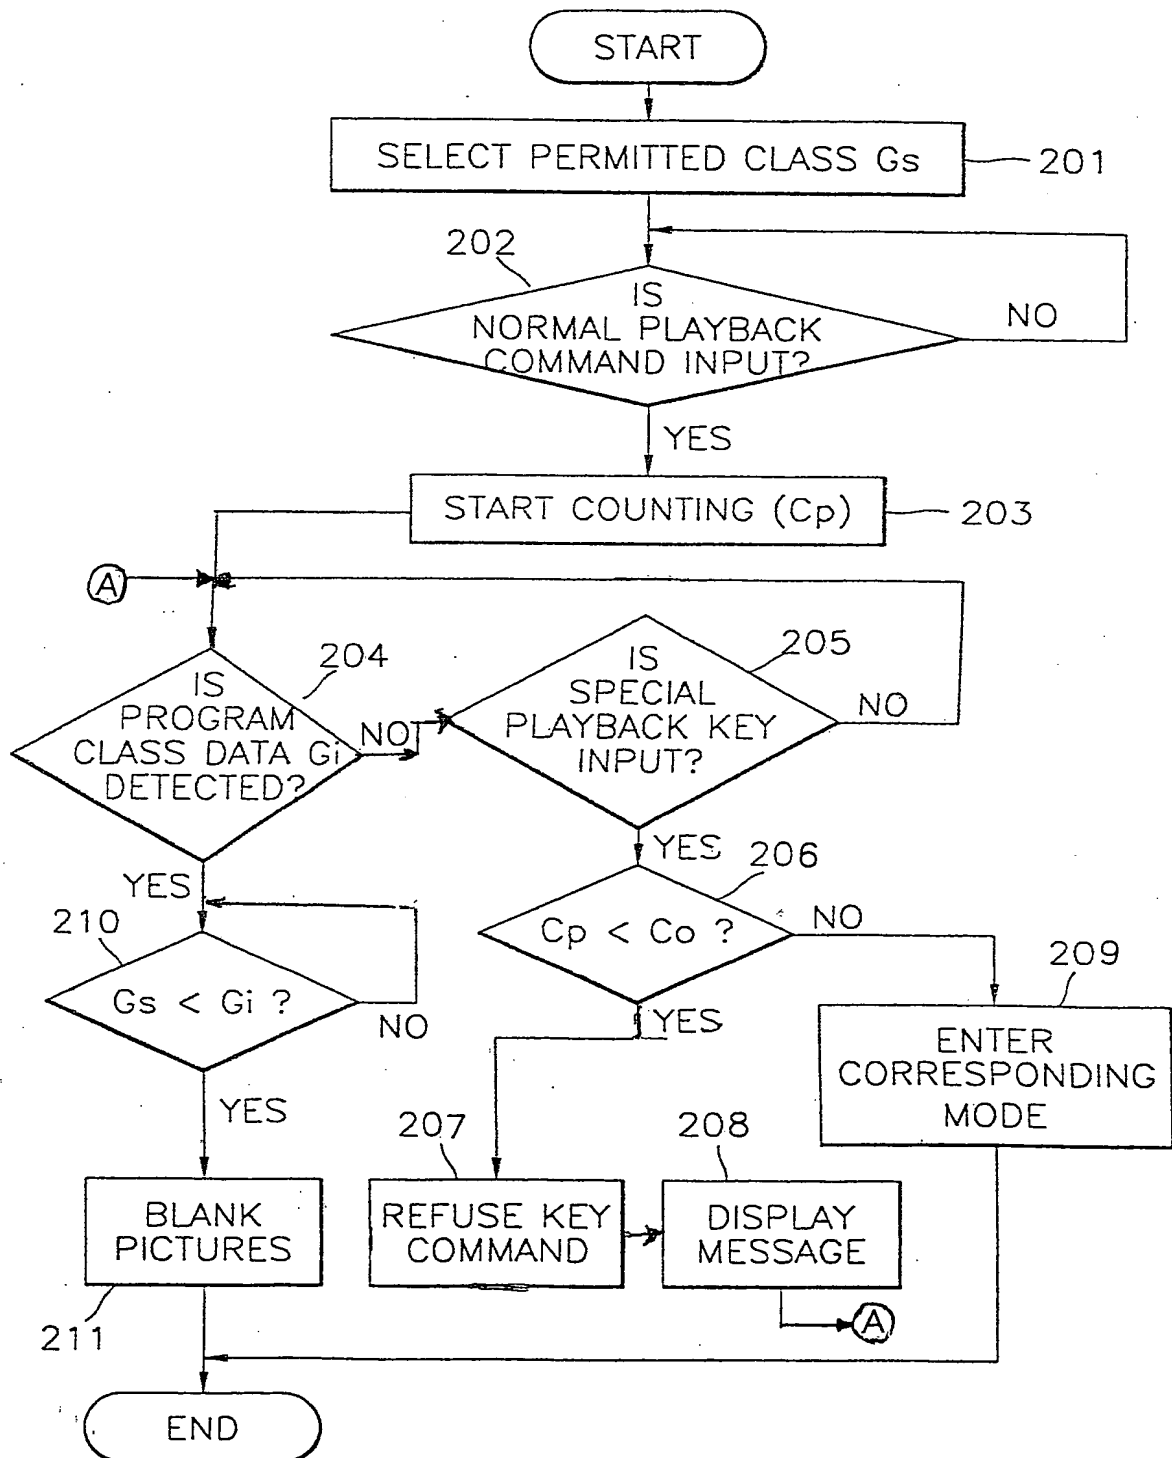 START
SELECT PERMITTED CLASS Gs
201
202
IS
NORMAL PLAYBACK
COMMAND INPUT?
NO
YES
START COUNTING (Cp)
203
A
204
IS
PROGRAM
CLASS DATA Gi
DETECTED?
NO
205
IS
SPECIAL
PLAYBACK KEY
INPUT?
NO
YES
YES
206
Cp < Co ?
NO
210
Gs < Gi ?
NO
YES
209
ENTER
CORRESPONDING
MODE
YES
207
208
BLANK
PICTURES
REFUSE KEY
COMMAND
DISPLAY
MESSAGE
211
A
END